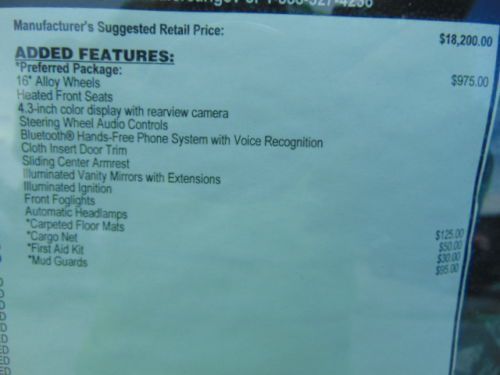 Manufacturer's Suggested Retail Price: $18,200.00
ADDED FEATURES:
*Preferred Package: $975.00
16" Alloy Wheels
Heated Front Seats
4.3-inch color display with rearview camera
Steering Wheel Audio Controls
Bluetooth® Hands-Free Phone System with Voice Recognition
Cloth Insert Door Trim
Sliding Center Armrest
Illuminated Vanity Mirrors with Extensions
Illuminated Ignition
Front Foglights
Automatic Headlamps
*Carpeted Floor Mats $125.00
*Cargo Net $50.00
*First Aid Kit $30.00
*Mud Guards $95.00